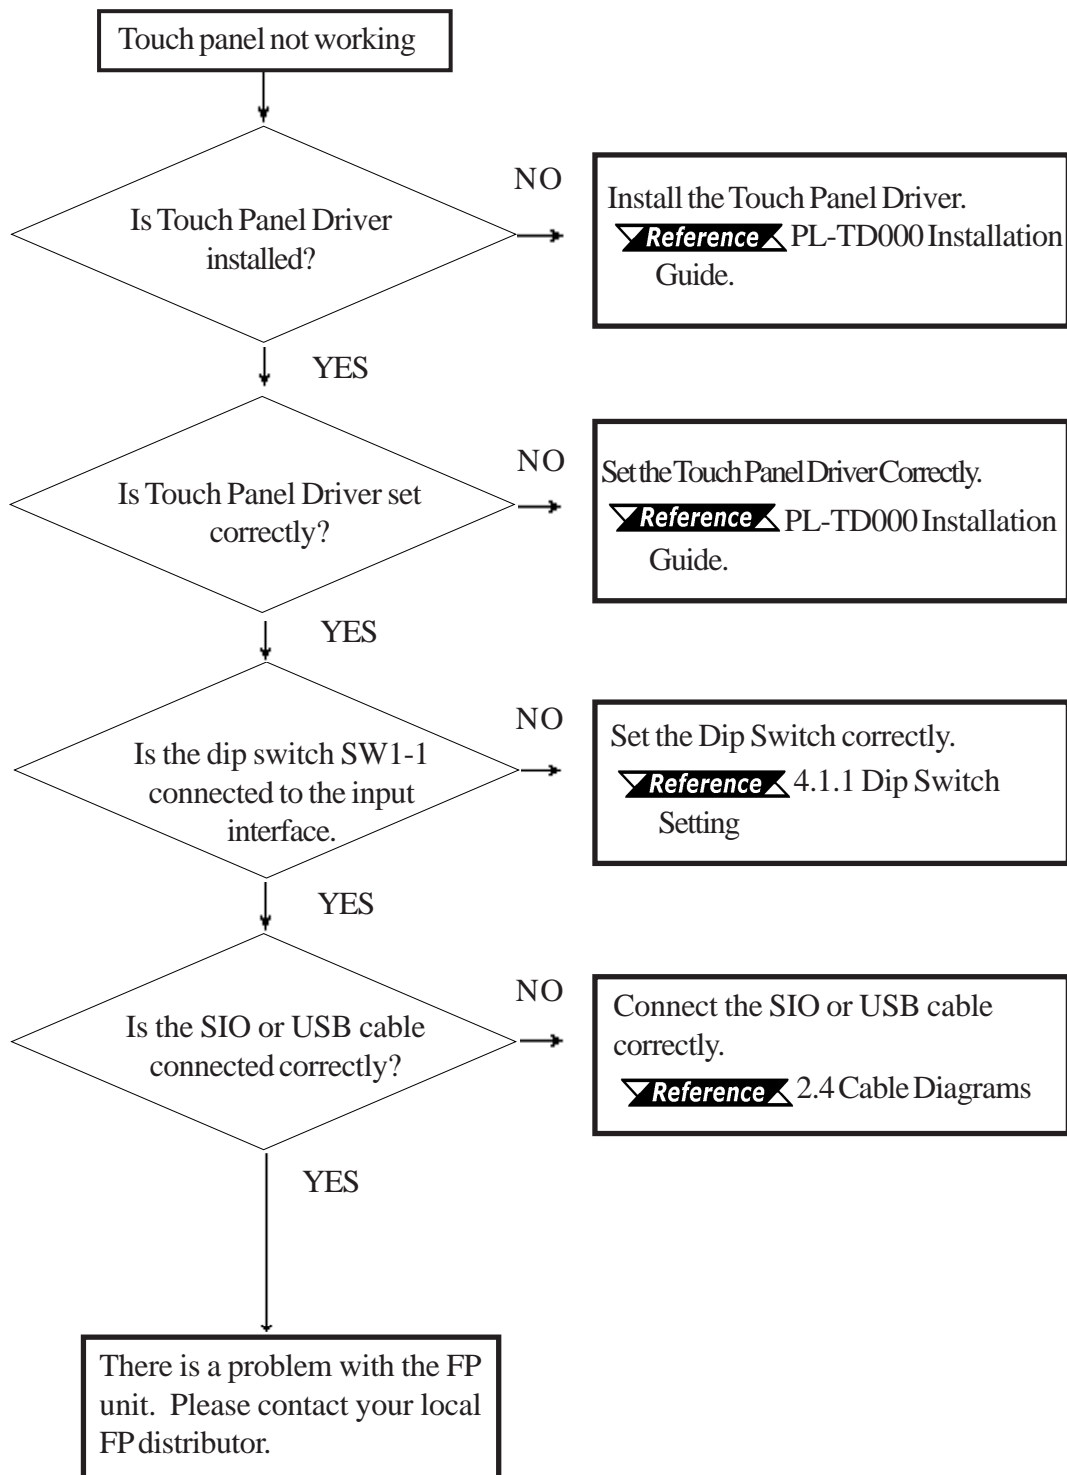 Touch panel not working
Is Touch Panel Driver
installed?
NO
Install the Touch Panel Driver.
Reference PL-TD000 Installation
Guide.
YES
Is Touch Panel Driver set
correctly?
NO
Set the Touch Panel Driver Correctly.
Reference PL-TD000 Installation
Guide.
YES
Is the dip switch SW1-1
connected to the input
interface.
NO
Set the Dip Switch correctly.
Reference 4.1.1 Dip Switch
Setting
YES
Is the SIO or USB cable
connected correctly?
NO
Connect the SIO or USB cable
correctly.
Reference 2.4 Cable Diagrams
YES
There is a problem with the FP
unit. Please contact your local
FP distributor.